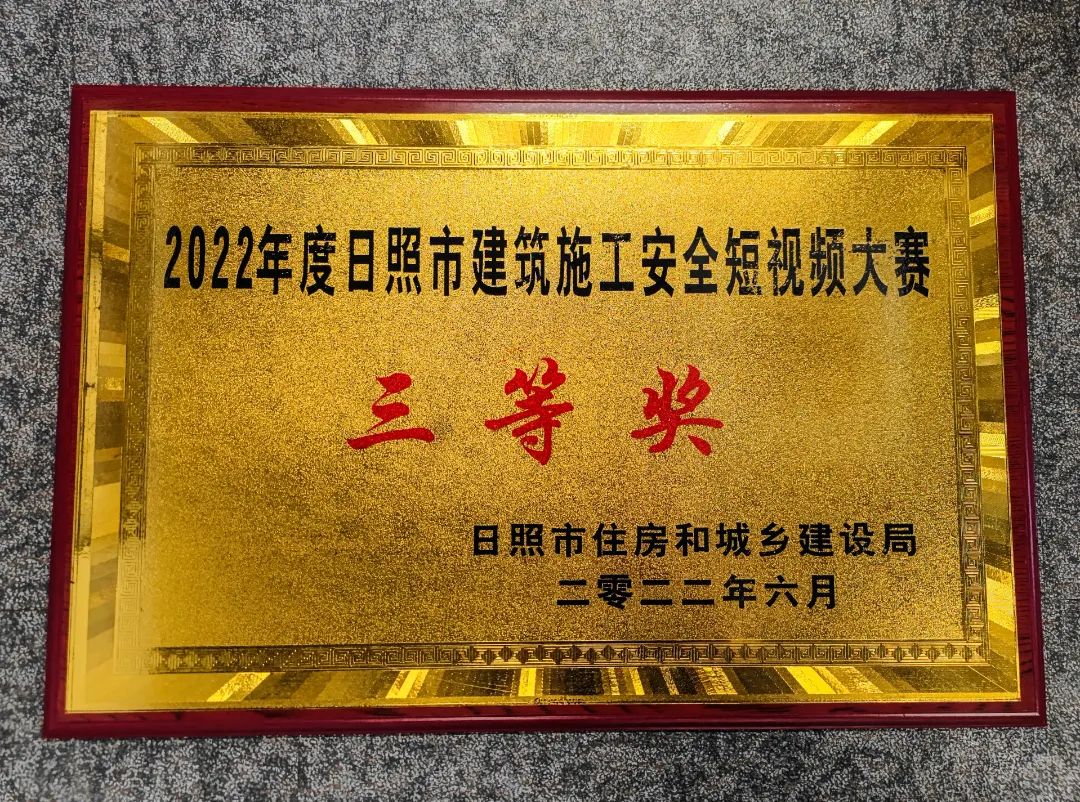 2022年度日照市建筑施工安全短视频大赛
三等奖
日照市住房和城乡建设局
二零二二年六月